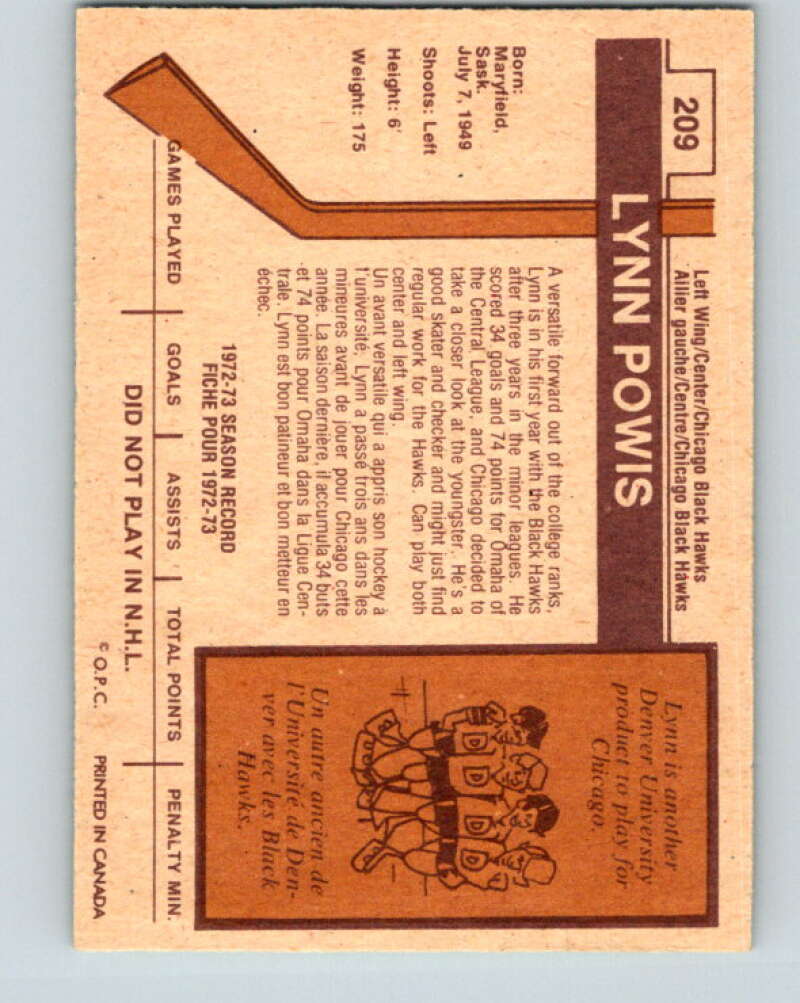 209
Left Wing/Center/Chicago Black Hawks
Ailier gauche/Centre/Chicago Black Hawks
LYNN POWIS
Born:
Maryfield,
Sask.
July 7, 1949
Shoots: Left
Height: 6'
Weight: 175
A versatile forward out of the college ranks,
Lynn is in his first year with the Black Hawks
after three years in the minor leagues. He
scored 34 goals and 74 points for Omaha of
the Central League, and Chicago decided to
take a closer look at the youngster. He's a
good skater and checker and might just find
regular work for the Hawks. Can play both
center and left wing.
Un avant versatile qui a appris son hockey à
l'université, Lynn a passé trois ans dans les
mineures avant de jouer pour Chicago cette
année. La saison dernière, il accumula 34 buts
et 74 points pour Omaha dans la Ligue Cen-
trale. Lynn est bon patineur et bon metteur en
échec.
Lynn is another
Denver University
product to play for
Chicago.
D D D D
Un autre ancien de
l'Université de Den-
ver avec les Black
Hawks.
1972-73 SEASON RECORD
FICHE POUR 1972-73
GAMES PLAYED GOALS ASSISTS TOTAL POINTS PENALTY MIN.
DID NOT PLAY IN N.H.L.
© O.P.C. PRINTED IN CANADA